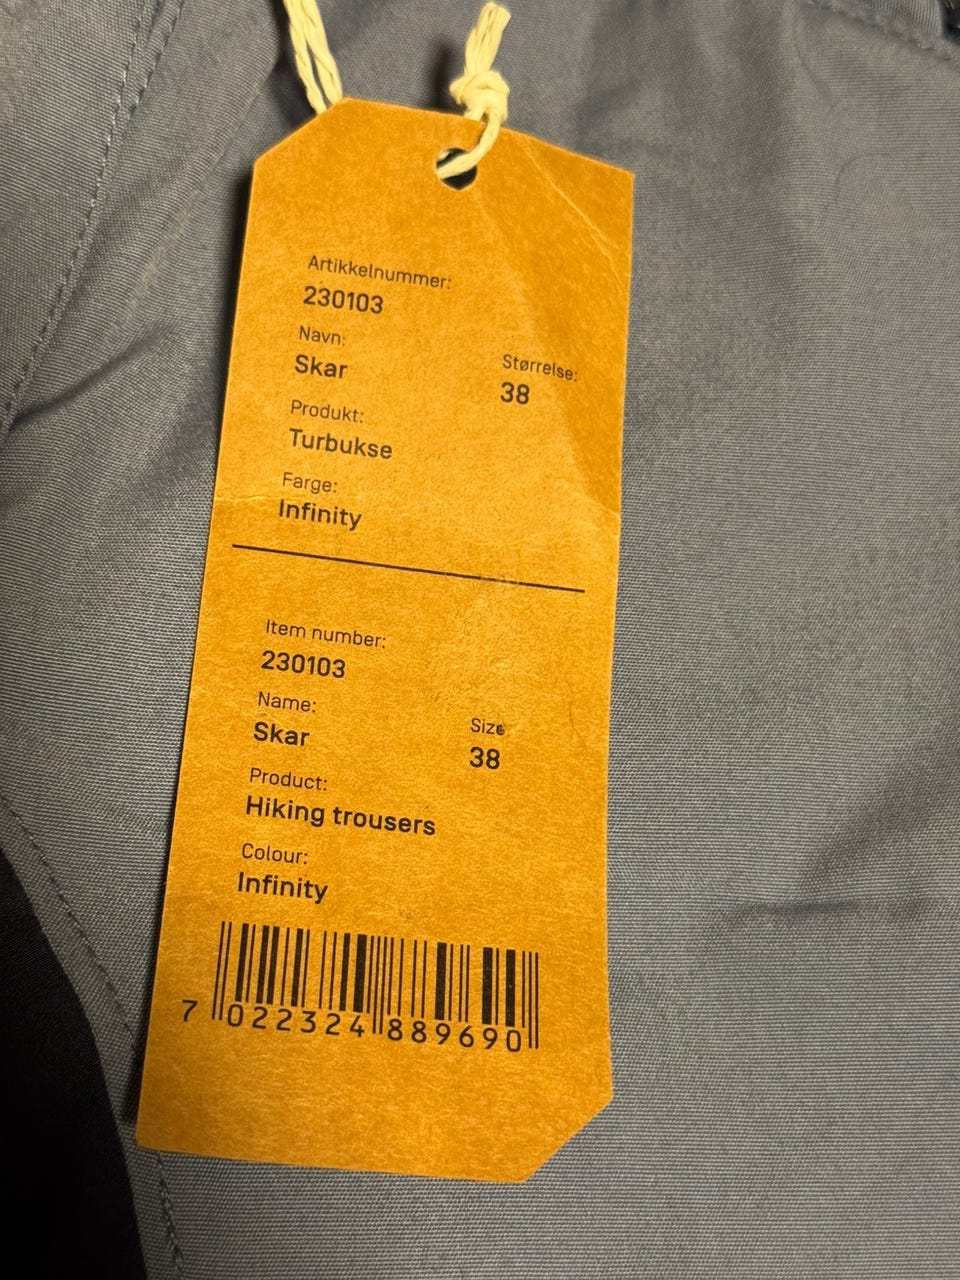 Artikkelnummer:
230103
Navn:
Skar
Størrelse:
38
Produkt:
Turbukse
Farge:
Infinity
Item number:
230103
Name:
Skar
Size
38
Product:
Hiking trousers
Colour:
Infinity
7 022324 889690